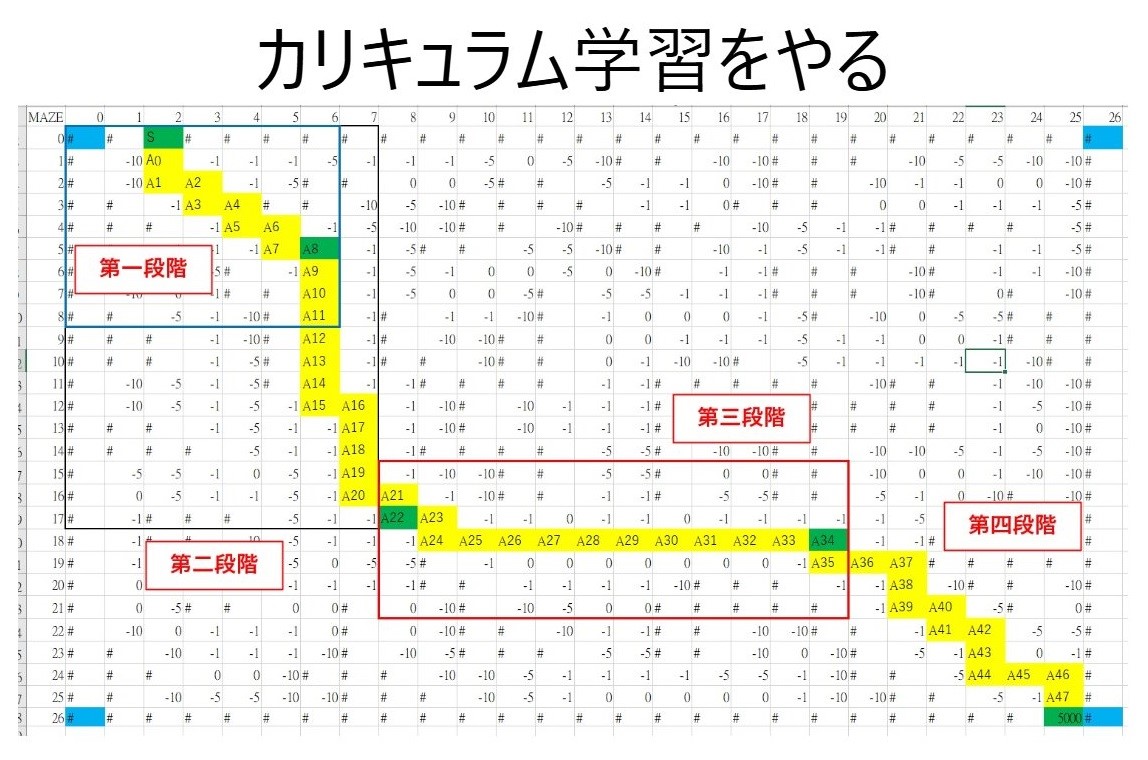 カリキュラム学習をやる
MAZE 0 1 2 3 4 5 6 7 8 9 10 11 12 13 14 15 16 17 18 19 20 21 22 23 24 25 26
0 # # S # # # # # # # # # # # # # # # # # # # # # # # #
1 # -10 A0 -1 -1 -1 -5 -1 -1 -1 -5 0 -5 -10 # # -10 -10 # # # -10 -5 -5 -10 -10 #
2 # -10 A1 A2 -1 -5 # # 0 0 -5 # # -5 -1 -1 0 -10 # # -10 -1 -1 0 0 -10 #
3 # # -1 A3 A4 # # -10 -5 -10 # # # # -1 -1 0 # # # 0 0 -1 -1 -1 -5 #
4 # # # -1 A5 A6 -1 -5 -10 -10 # -10 # # # # -10 -5 -1 -1 # # # # -5 #
5 # -1 -1 A7 A8 -1 -5 # # -5 -5 -10 # # -10 -1 -5 -1 -1 # # -1 -1 -5 #
第一段階
6 # -5 # -1 A9 -1 -5 -1 0 0 -5 0 -10 # -1 -1 # # # -10 # -1 -1 -10 #
7 # -10 0 -1 # # A10 -1 -5 0 0 -5 # -5 -5 -1 -1 -1 # # # -10 # 0 # -10 #
8 # # -5 -1 -10 # A11 -1 # -1 -1 -10 # -1 0 0 0 -1 -5 # -10 0 -5 -5 # # #
9 # # # -1 -10 # A12 -1 # -10 -10 # # 0 0 -1 -1 -1 -5 -1 -1 0 0 -1 # # #
10 # # # -1 -5 # A13 -1 # # -10 # # 0 -1 -10 -10 # -5 -1 -1 -1 -1 -1 -10 # #
11 # -10 -5 -1 -5 # A14 -1 -1 # # # # -1 -1 # # # # # -10 # # -1 -10 -10 #
12 # -10 -5 -1 -5 -1 A15 A16 -1 -10 # -10 -1 -1 -1 # # # # # -1 -5 -10 #
第三段階
13 # # # -1 -5 -1 -1 A17 -1 -10 # -10 -1 -1 -1 # # # # # -1 0 -10 #
14 # # # # -5 -1 -1 A18 -1 # # # # -5 -5 # -10 -10 # # -10 -10 -5 -5 -10 -10 #
15 # -5 -5 -1 0 -5 -1 A19 -1 -10 -10 # # -5 -5 # 0 0 # # -10 0 0 -1 -10 -10 #
16 # 0 -5 -1 -1 -5 -1 A20 A21 -1 -10 # # -1 -1 # -5 -5 # # -5 -1 0 -10 # -10 #
17 # -1 # # # -5 -1 -1 A22 A23 -1 -1 0 -1 -1 0 -1 -1 -1 -1 -1 -5 #
第四段階
18 # -1 -1 -1 -1 A24 A25 A26 A27 A28 A29 A30 A31 A32 A33 A34 -1 -1 # #
第二段階
19 # -1 -5 0 -5 -5 0 0 0 0 0 0 0 0 0 -1 A35 A36 A37 # # # # #
20 # 0 -1 -1 -1 -1 # # -1 -1 -1 -1 -10 # # # -1 -1 A38 -10 # # #
21 # 0 -5 # # 0 0 # 0 -10 # -10 -5 0 0 # # # # # -1 A39 A40 -5 # 0 #
22 # -10 0 -1 -1 -1 0 # 0 -10 # # -10 -1 -1 # # -10 -10 # # -1 A41 A42 -5 -5 #
23 # # -10 -1 -1 -1 -5 # -10 -5 # # # -5 -5 # # -10 0 -10 # -5 -1 A43 0 -1 #
24 # # # 0 0 -10 # # # -10 -10 -5 -1 -1 -1 -1 -5 -5 -1 -10 # # -5 A44 A45 A46 #
25 # # -10 -5 -5 -10 -10 # # # -10 -5 -1 0 0 0 0 -1 -1 -10 -10 # # -5 -1 A47 #
26 # # # # # # # # # # # # # # # # # # # # # # # # # 5000 #